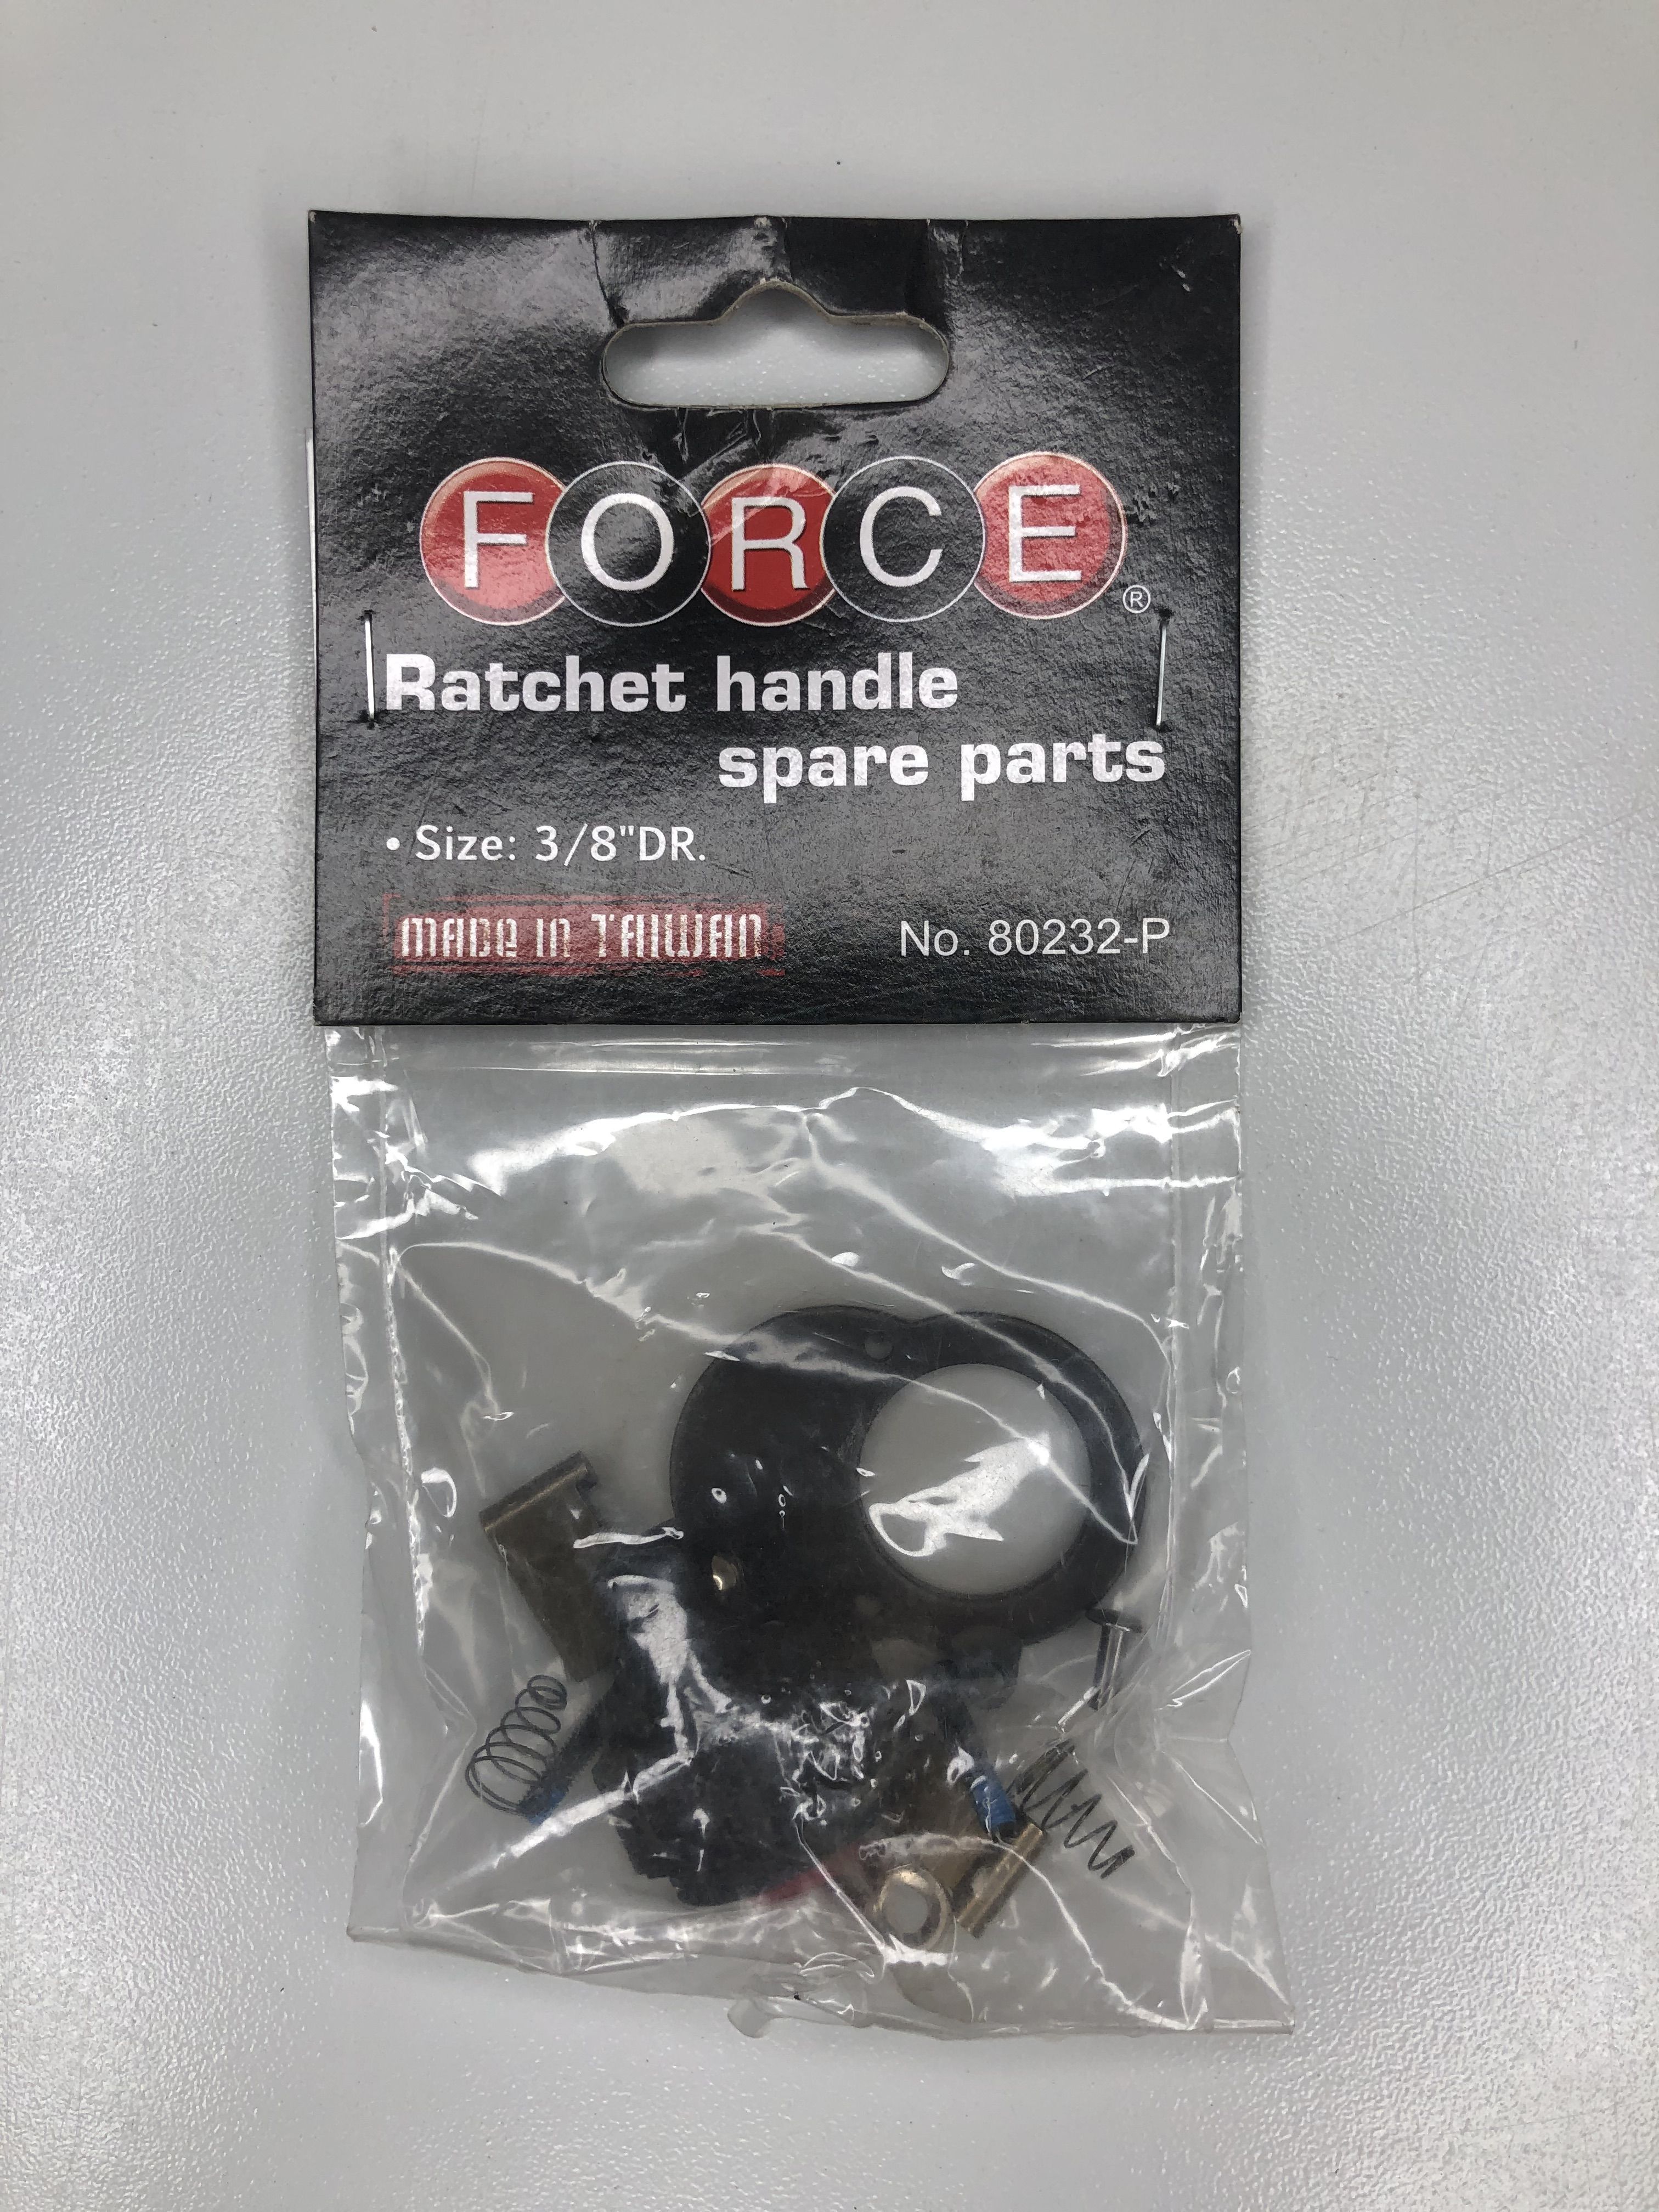 FORCE®
Ratchet handle
spare parts
• Size: 3/8"DR.
MADE IN TAIWAN
No. 80232-P